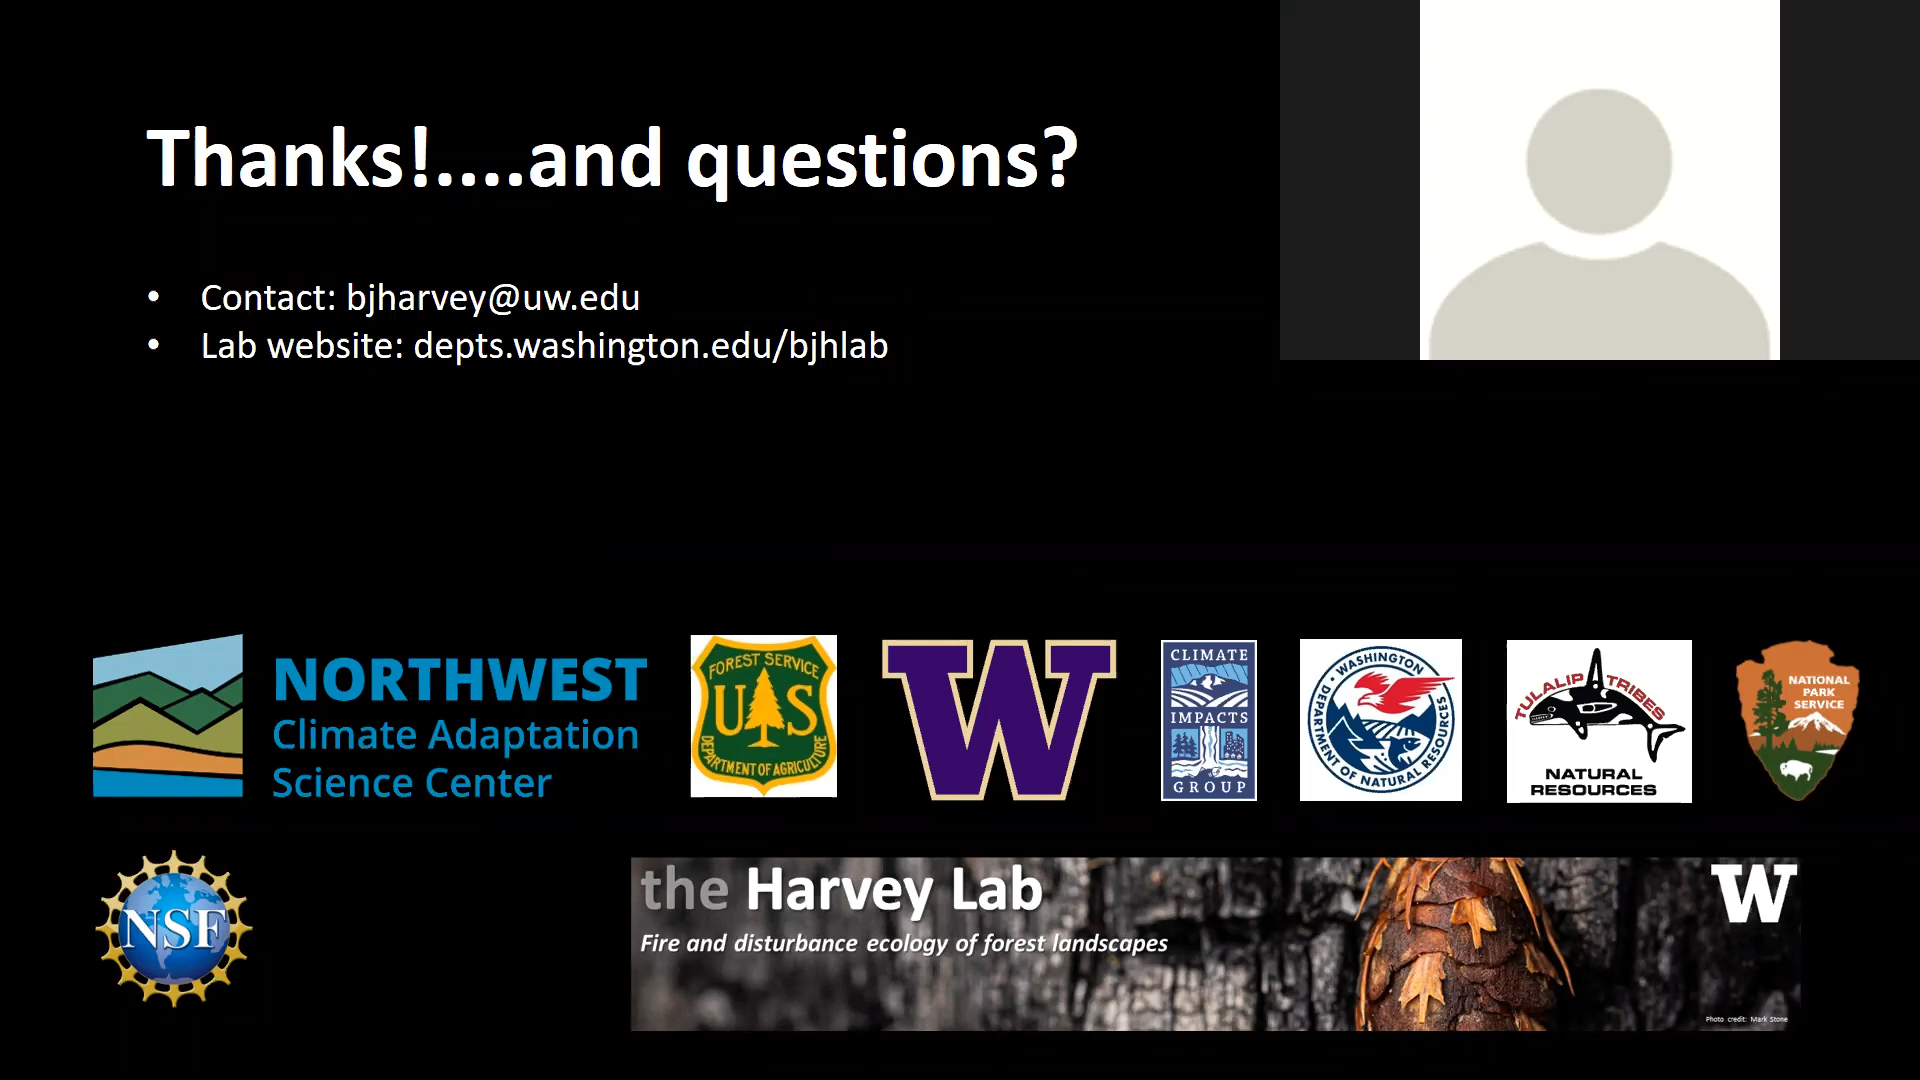 Thanks!....and questions?
• Contact: bjharvey@uw.edu
• Lab website: depts.washington.edu/bjhlab
NORTHWEST
Climate Adaptation
Science Center
FOREST SERVICE
U S
DEPARTMENT OF AGRICULTURE
W
CLIMATE
IMPACTS
GROUP
WASHINGTON
DEPARTMENT OF NATURAL RESOURCES
TULALIP TRIBES
NATURAL
RESOURCES
NATIONAL
PARK
SERVICE
NSF
the Harvey Lab
Fire and disturbance ecology of forest landscapes
W
Photo credit: Mark Stone